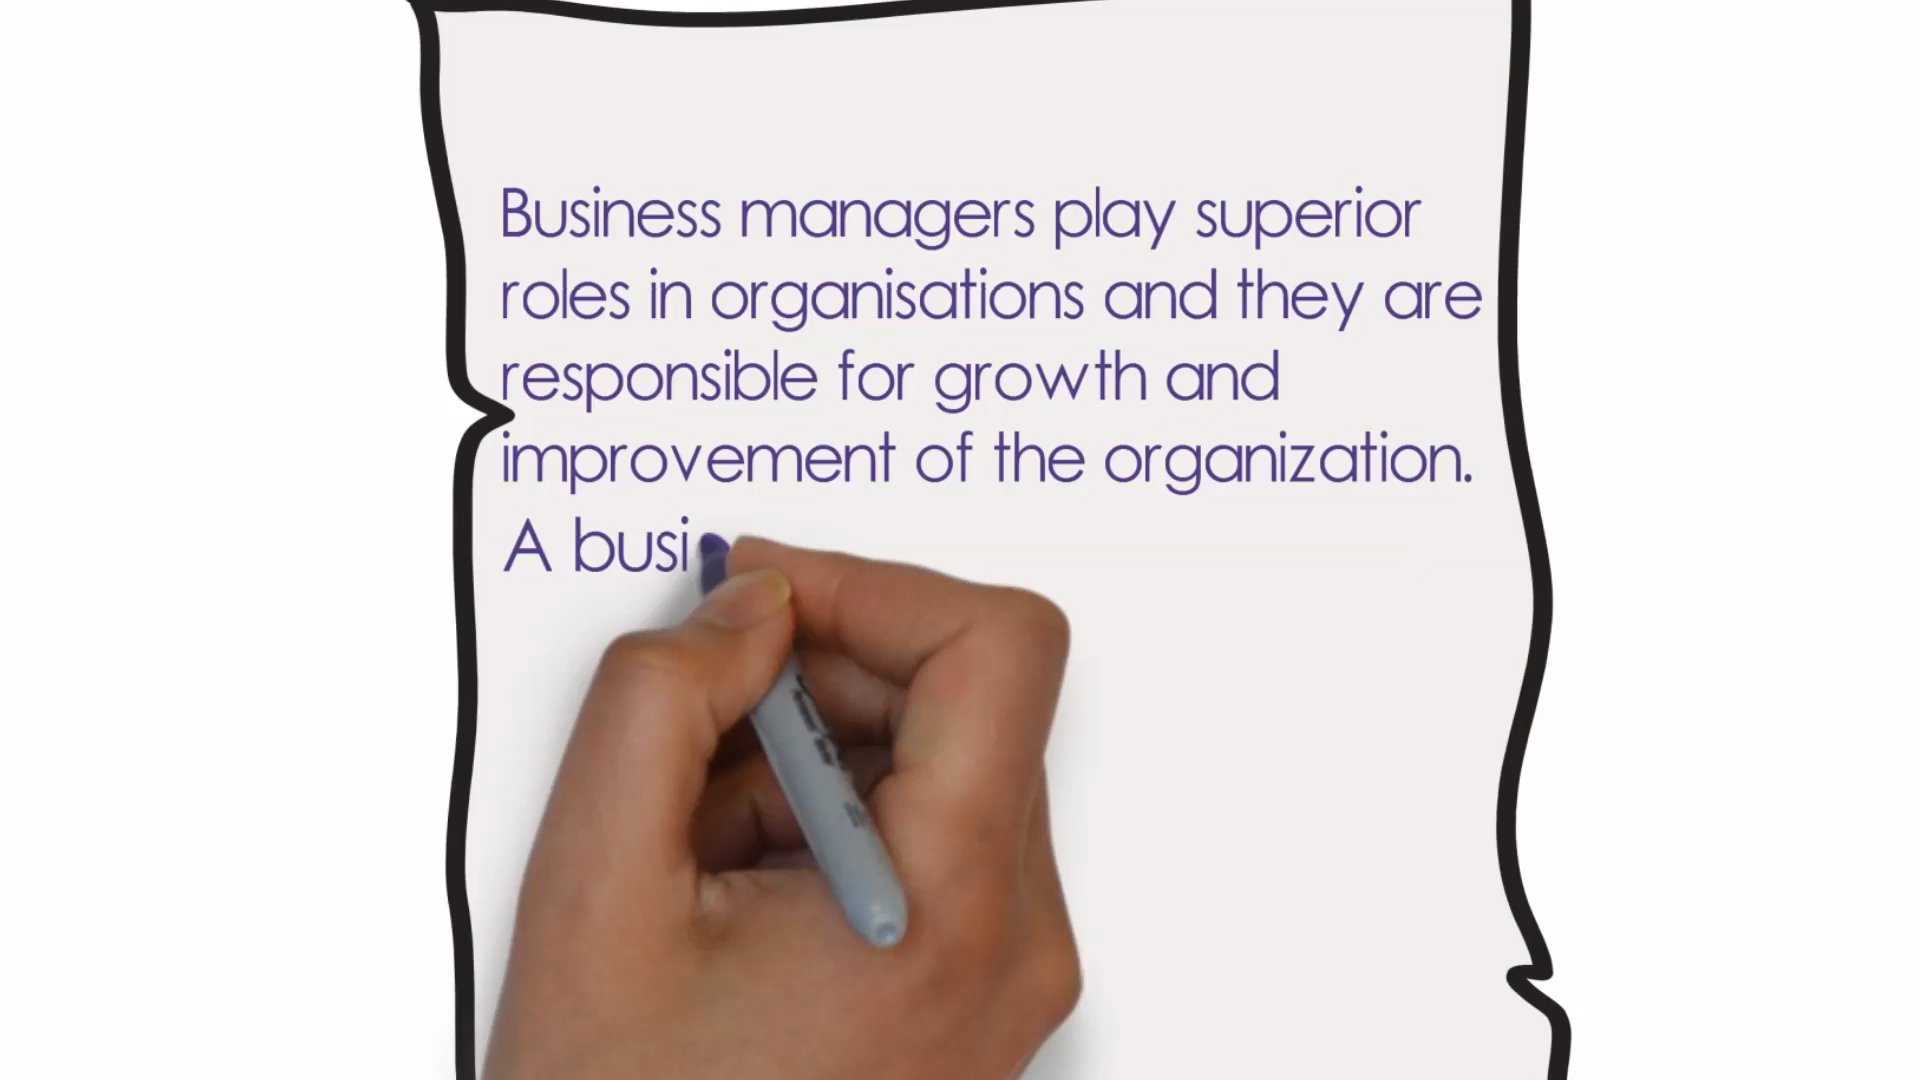 Business managers play superior
roles in organisations and they are
responsible for growth and
improvement of the organization.
A busi